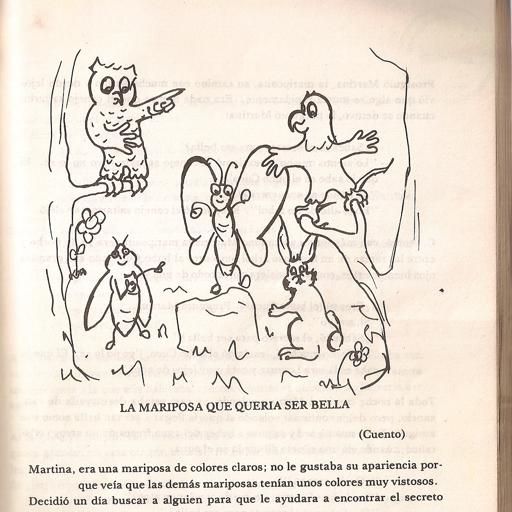 LA MARIPOSA QUE QUERIA SER BELLA
(Cuento)
Martina, era una mariposa de colores claros; no le gustaba su apariencia por-
que veía que las demás mariposas tenían unos colores muy vistosos.
Decidió un día buscar a alguien para que le ayudara a encontrar el secreto